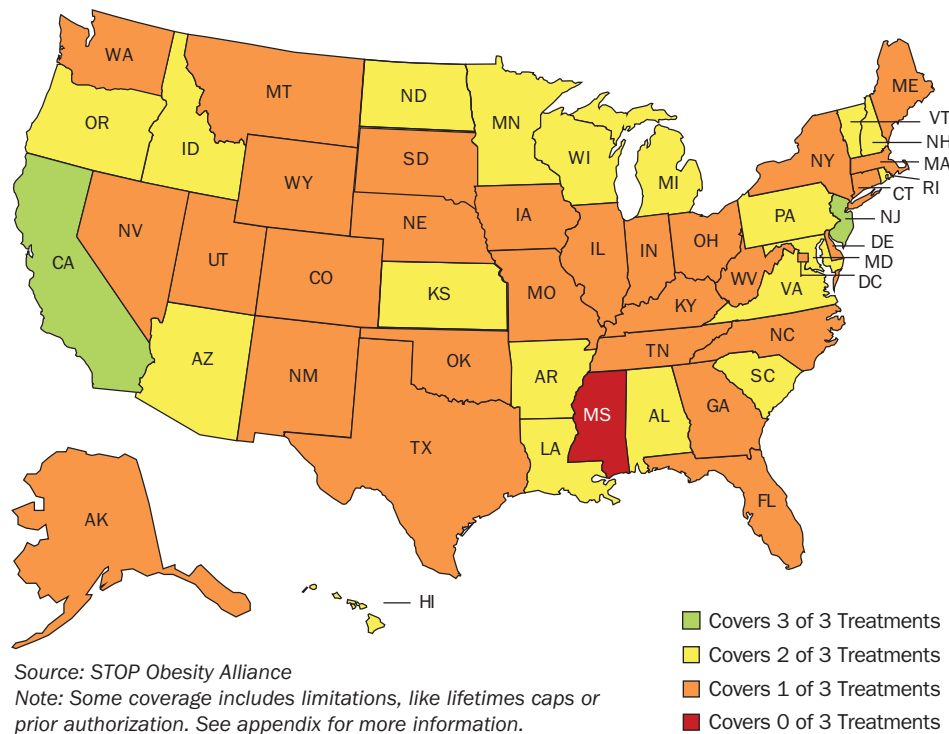 WA
MT
ND
MN
ME
VT
NH
MA
RI
CT
NJ
DE
MD
DC
OR
ID
SD
WI
MI
NY
WY
NE
IA
PA
NV
UT
CO
IL
IN
OH
WV
VA
CA
KS
MO
KY
NC
AZ
NM
OK
AR
TN
SC
TX
LA
MS
AL
GA
FL
AK
HI
Covers 3 of 3 Treatments
Covers 2 of 3 Treatments
Covers 1 of 3 Treatments
Covers 0 of 3 Treatments
Source: STOP Obesity Alliance
Note: Some coverage includes limitations, like lifetimes caps or
prior authorization. See appendix for more information.